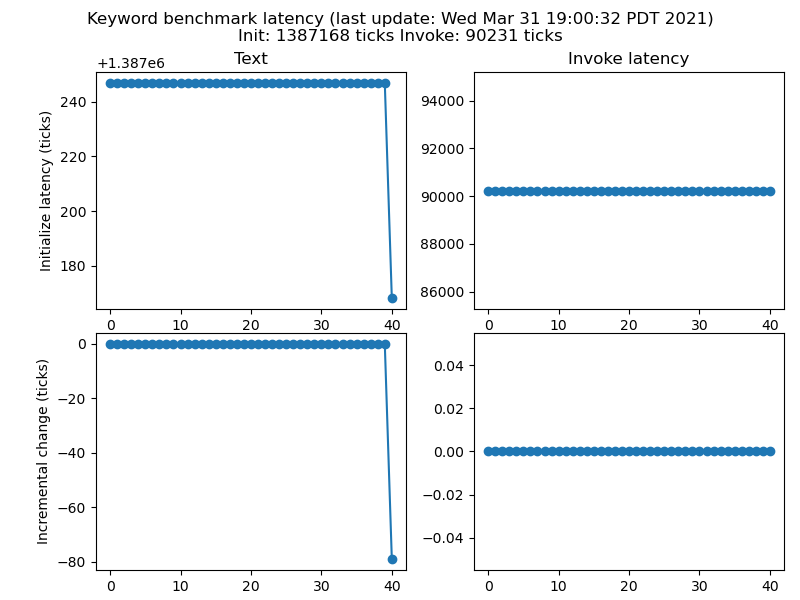 Keyword benchmark latency (last update: Wed Mar 31 19:00:32 PDT 2021)
Init: 1387168 ticks Invoke: 90231 ticks
Text
Invoke latency
+1.387e6
Initialize latency (ticks)
240
220
200
180
0 10 20 30 40
94000
92000
90000
88000
86000
0 10 20 30 40
Incremental change (ticks)
0
−20
−40
−60
−80
0 10 20 30 40
0.04
0.02
0.00
−0.02
−0.04
0 10 20 30 40